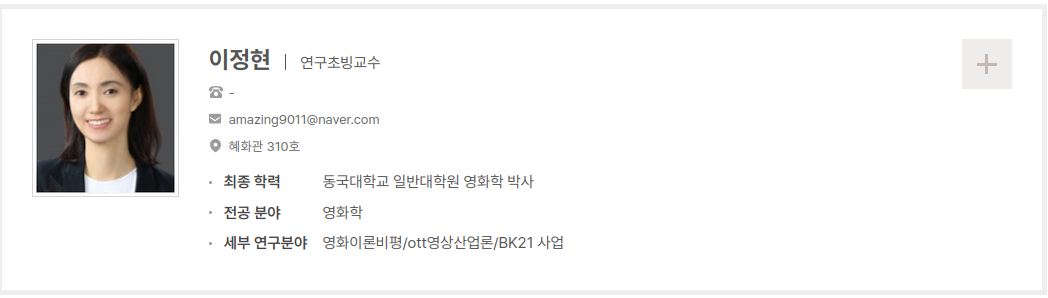 이정현 | 연구초빙교수
-
amazing9011@naver.com
혜화관 310호
최종 학력 동국대학교 일반대학원 영화학 박사
전공 분야 영화학
세부 연구분야 영화이론비평/ott영상산업론/BK21 사업